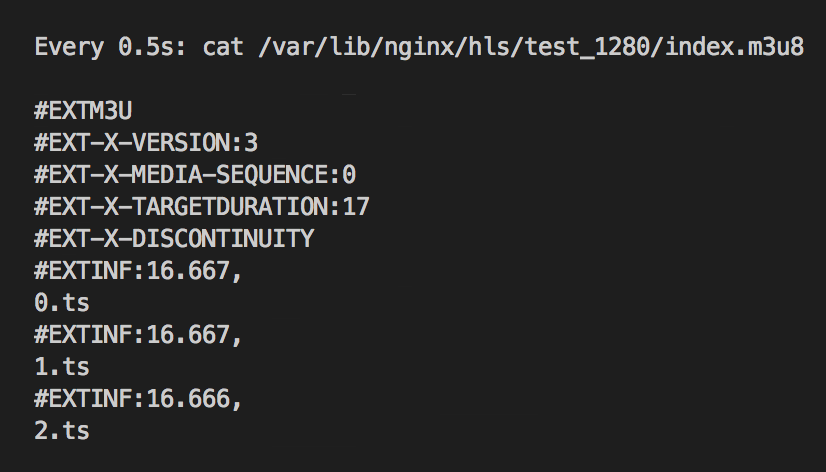 Every 0.5s: cat /var/lib/nginx/hls/test_1280/index.m3u8
#EXTM3U
#EXT-X-VERSION:3
#EXT-X-MEDIA-SEQUENCE:0
#EXT-X-TARGETDURATION:17
#EXT-X-DISCONTINUITY
#EXTINF:16.667,
0.ts
#EXTINF:16.667,
1.ts
#EXTINF:16.666,
2.ts